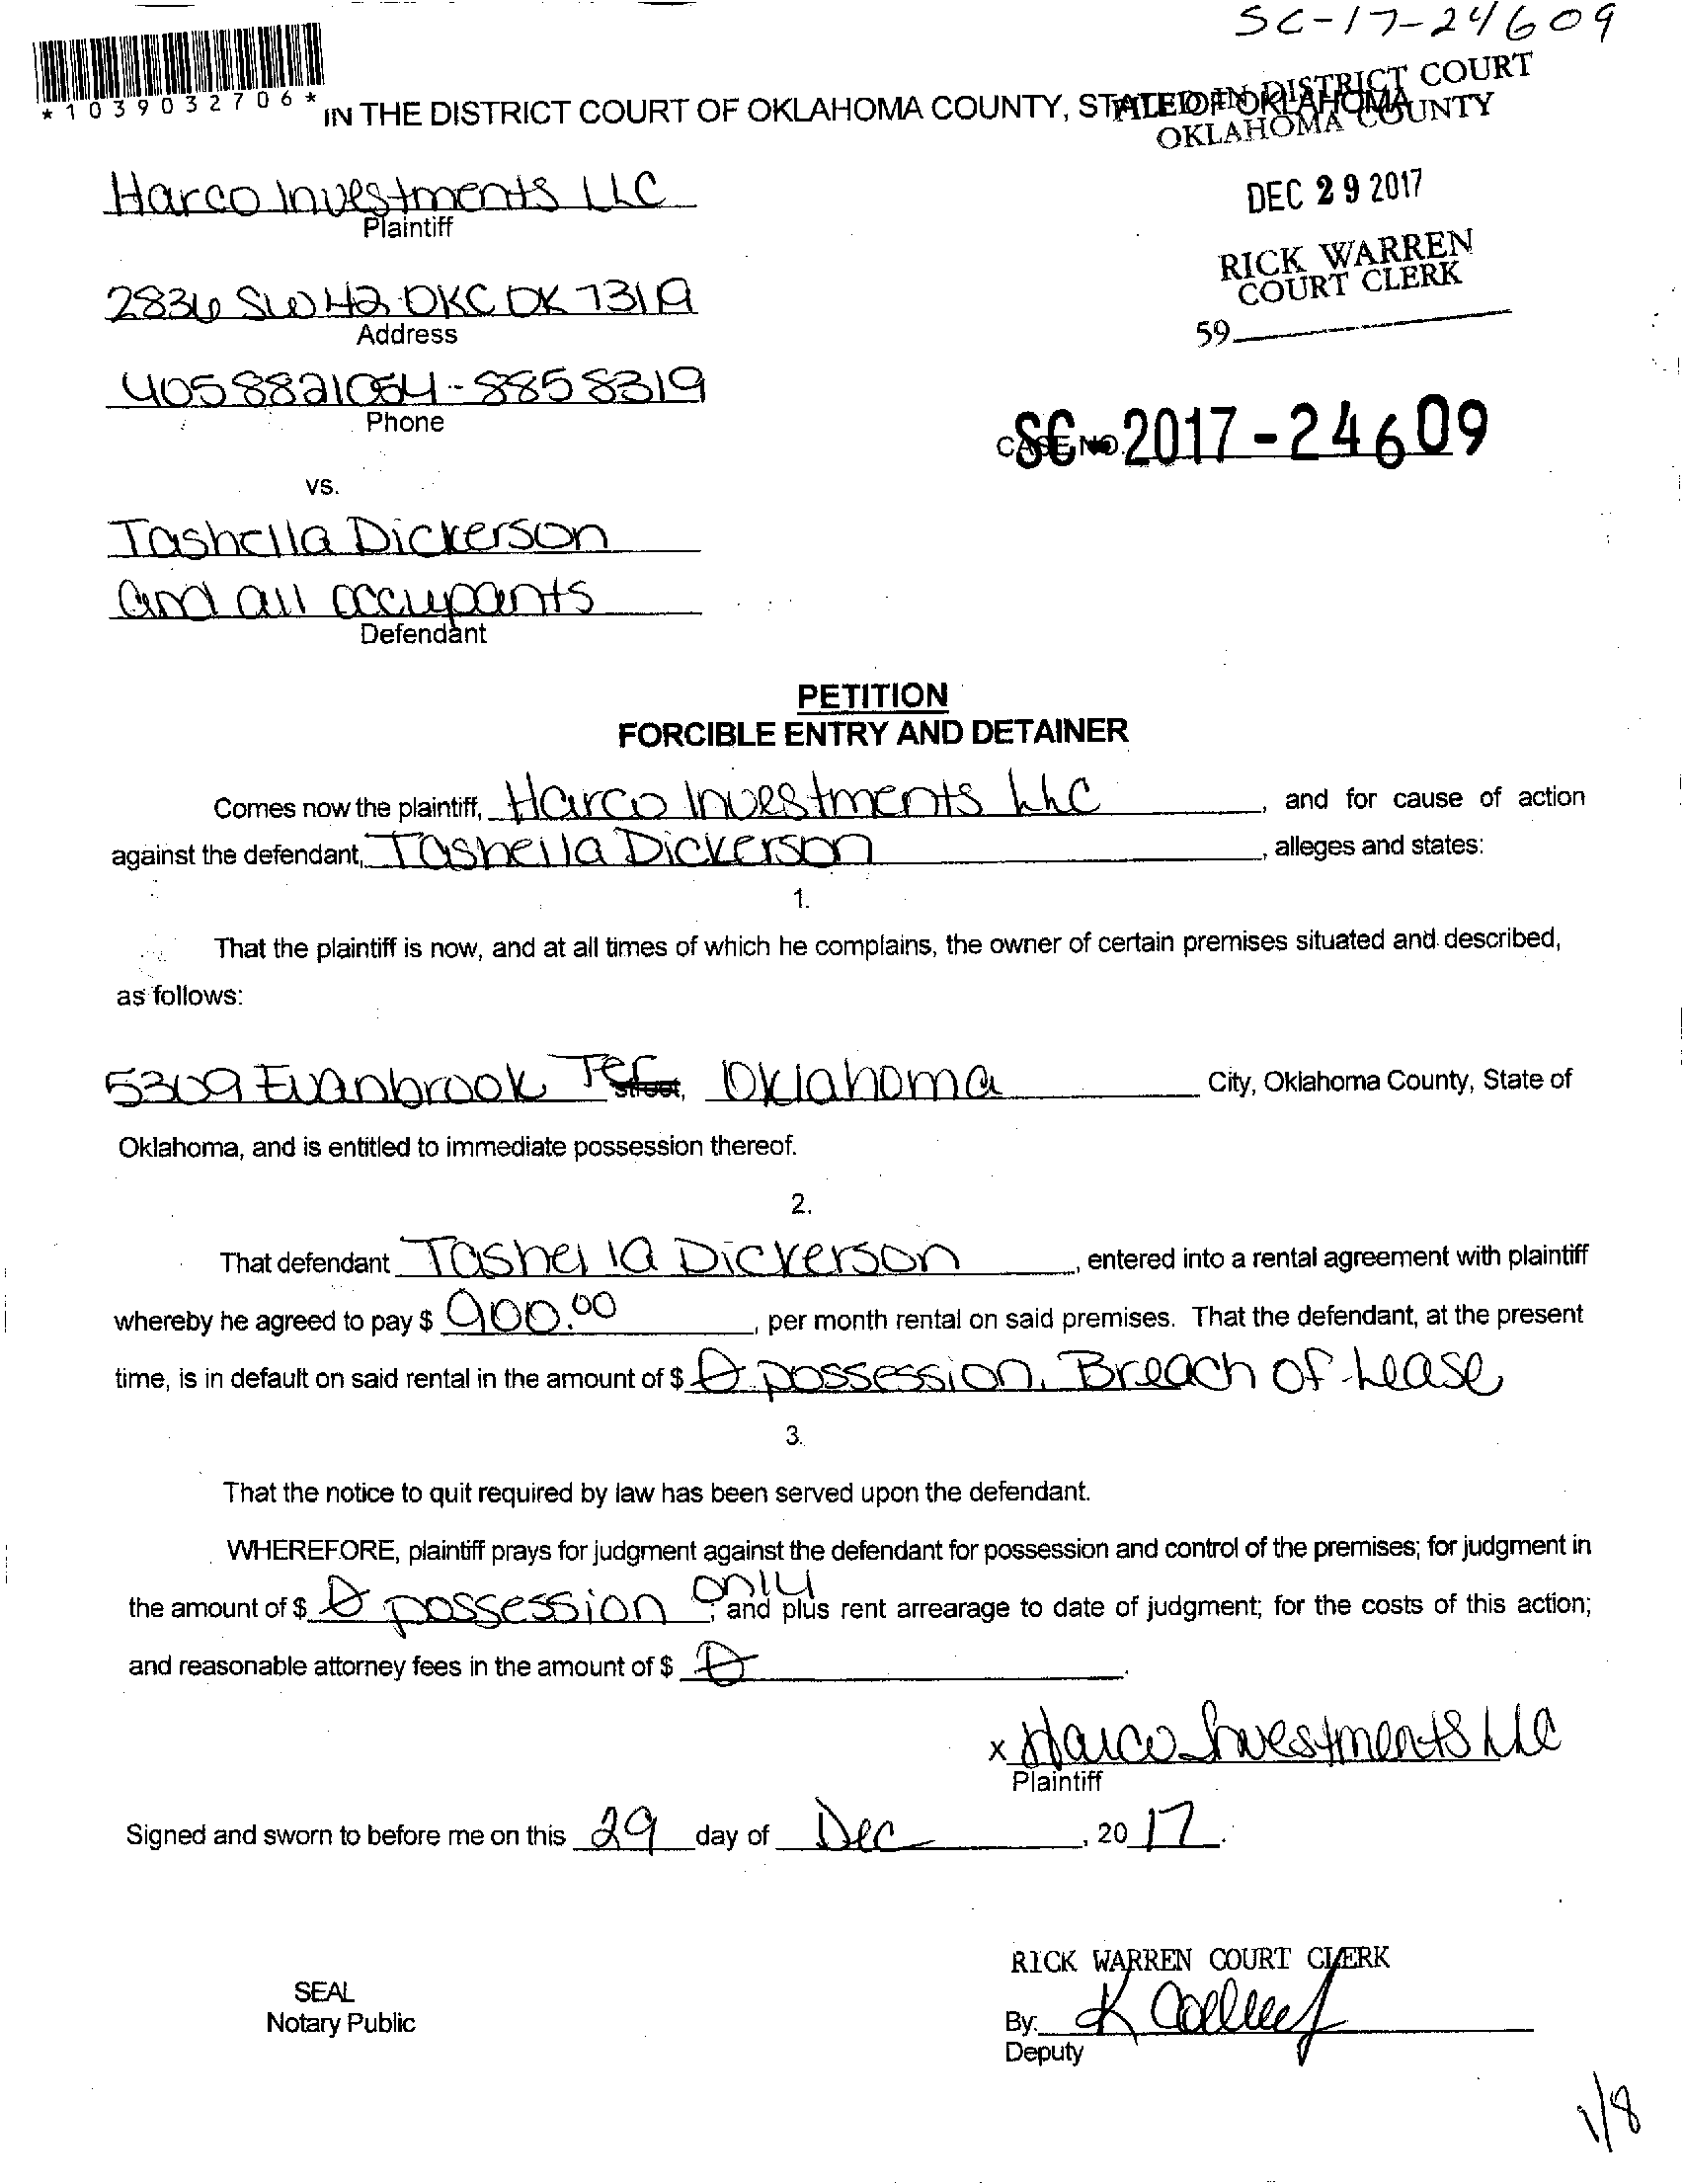 SC-17-24609
*1039032706*
IN THE DISTRICT COURT OF OKLAHOMA COUNTY, STATE OF OKLAHOMA
FILED IN DISTRICT COURT
OKLAHOMA COUNTY
Harco Investments LLC
Plaintiff
DEC 29 2017
RICK WARREN
COURT CLERK
2836 SW 42 OKC OK 73119
Address
59
4058821054-8858319
Phone
CASE NO. SC-2017-24609
vs.
Tashella Dickerson
and all occupants
Defendant
PETITION
FORCIBLE ENTRY AND DETAINER
Comes now the plaintiff, Harco Investments LLC, and for cause of action
against the defendant, Tasheila Dickerson, alleges and states:
1.
That the plaintiff is now, and at all times of which he complains, the owner of certain premises situated and described,
as follows:
5309 Evanbrook Ter Street, Oklahoma City, Oklahoma County, State of
Oklahoma, and is entitled to immediate possession thereof.
2.
That defendant Tasheila Dickerson, entered into a rental agreement with plaintiff
whereby he agreed to pay $ 900.00, per month rental on said premises. That the defendant, at the present
time, is in default on said rental in the amount of $ possession. Breach of Lease
3.
That the notice to quit required by law has been served upon the defendant.
WHEREFORE, plaintiff prays for judgment against the defendant for possession and control of the premises; for judgment in
the amount of $ possession only; and plus rent arrearage to date of judgment; for the costs of this action;
and reasonable attorney fees in the amount of $
x Harco Investments LLC
Plaintiff
Signed and sworn to before me on this 29 day of Dec, 2017.
RICK WARREN COURT CLERK
SEAL
Notary Public
By: K
Deputy
1/8